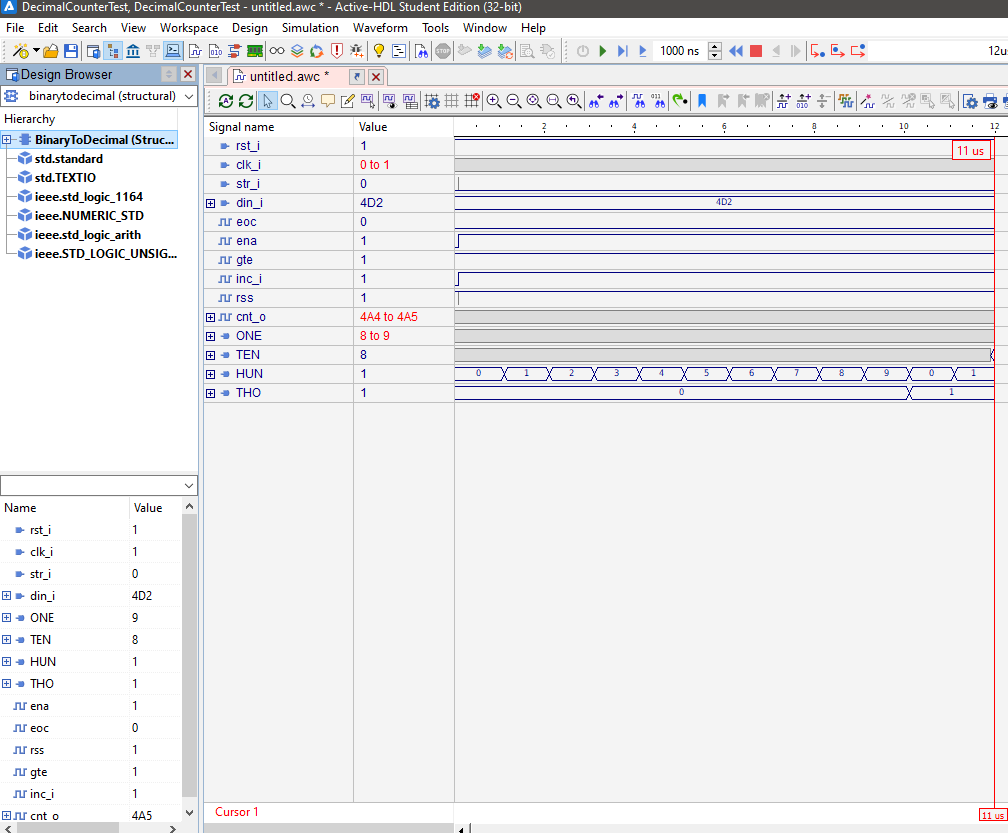 DecimalCounterTest, DecimalCounterTest - untitled.awc * - Active-HDL Student Edition (32-bit)
File Edit Search View Workspace Design Simulation Waveform Tools Window Help
1000 ns 12u
Design Browser
untitled.awc *
binarytodecimal (structural)
Hierarchy
BinaryToDecimal (Struc...
std.standard
std.TEXTIO
ieee.std_logic_1164
ieee.NUMERIC_STD
ieee.std_logic_arith
ieee.STD_LOGIC_UNSIG...
Signal name Value 2 4 6 8 10 12
rst_i 1 11 us
clk_i 0 to 1
str_i 0
din_i 4D2 4D2
eoc 0
ena 1
gte 1
inc_i 1
rss 1
cnt_o 4A4 to 4A5
ONE 8 to 9
TEN 8
HUN 1 0 1 2 3 4 5 6 7 8 9 0 1
THO 1 0 1
Name Value
rst_i 1
clk_i 1
str_i 0
din_i 4D2
ONE 9
TEN 8
HUN 1
THO 1
ena 1
eoc 0
rss 1
gte 1
inc_i 1
cnt_o 4A5
Cursor 1 11 us